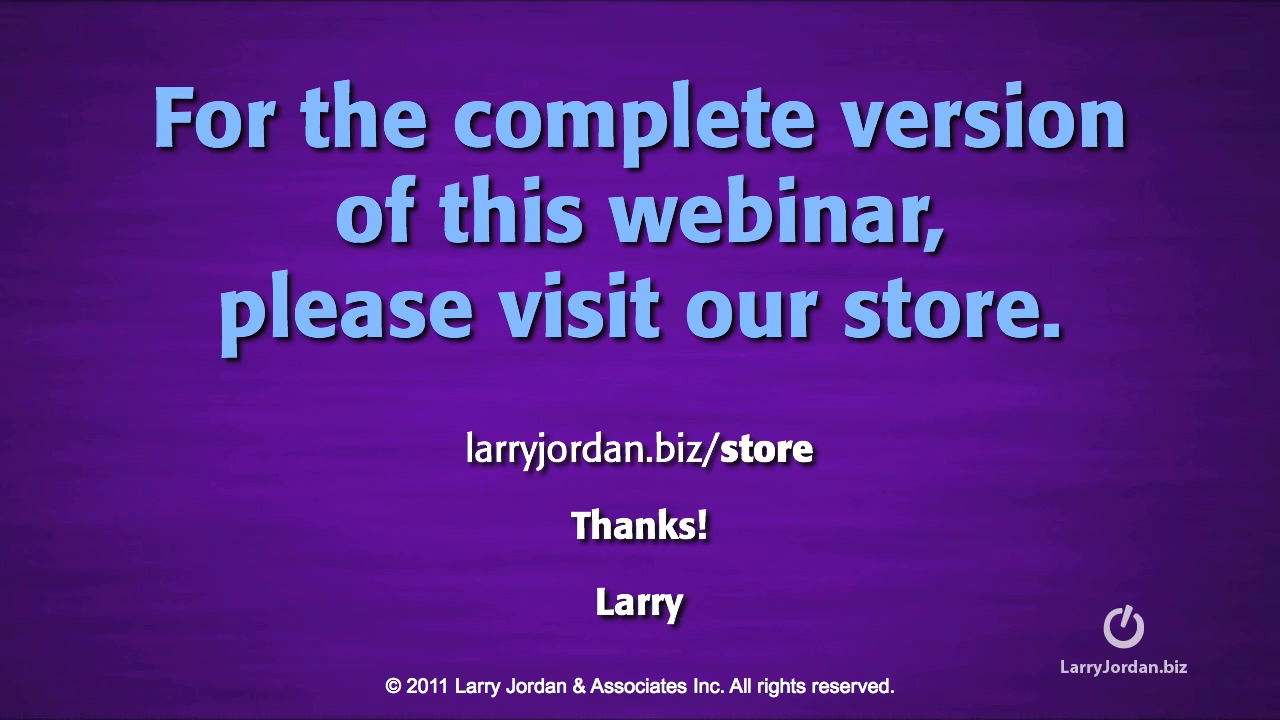 For the complete version
of this webinar,
please visit our store.
larryjordan.biz/store
Thanks!
Larry
LarryJordan.biz
© 2011 Larry Jordan & Associates Inc. All rights reserved.